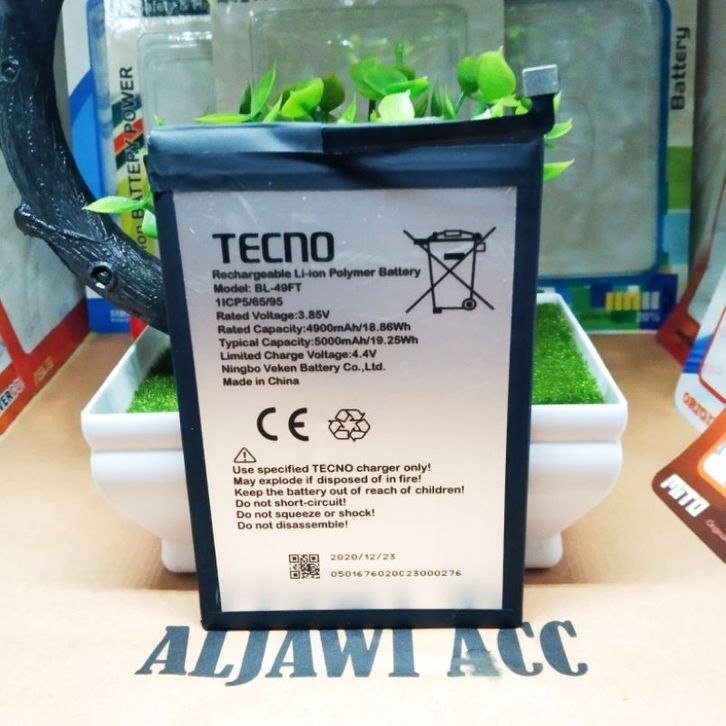 BATTERY POWER
Battery
TECNO
Rechargeable Li-ion Polymer Battery
Model: BL-49FT
1ICP5/65/95
Rated Voltage:3.85V
Rated Capacity:4900mAh/18.86Wh
Typical Capacity:5000mAh/19.25Wh
Limited Charge Voltage:4.4V
Ningbo Veken Battery Co.,Ltd.
Made in China
CE
Use specified TECNO charger only!
May explode if disposed of in fire!
Keep the battery out of reach of children!
Do not short-circuit!
Do not squeeze or shock!
Do not disassemble!
2020/12/23
0501676020C23000276
ALJAWI ACC